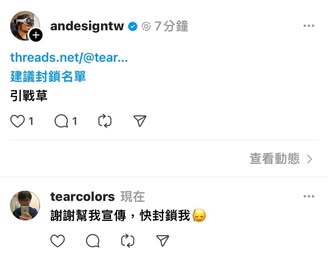 andesigntw 7分鐘
threads.net/@tear...
建議封鎖名單
引戰草
1 1
查看動態
tearcolors 現在
謝謝幫我宣傳，快封鎖我😔